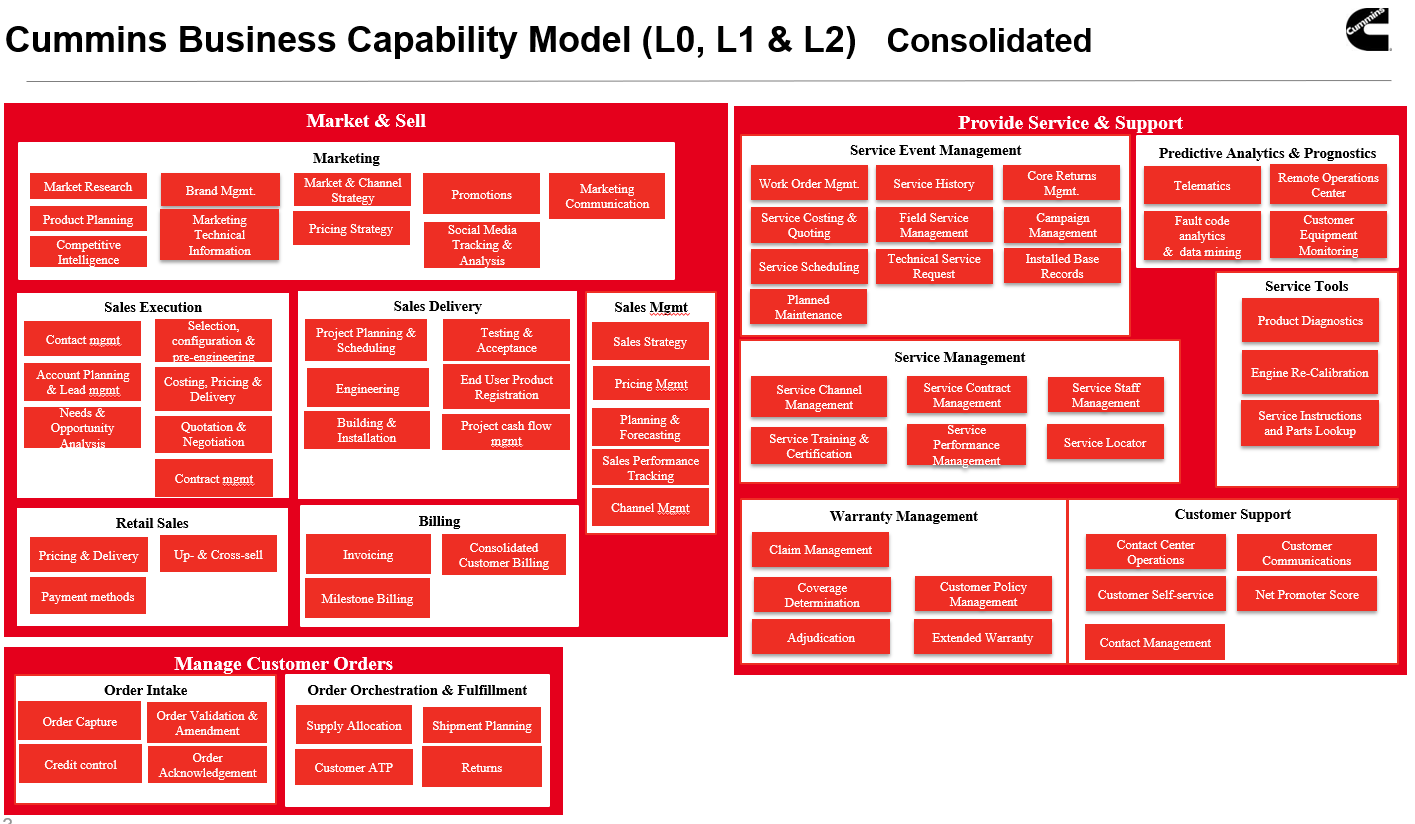 Cummins Business Capability Model (L0, L1 & L2) Consolidated
Cummins
Market & Sell
Marketing
Market Research
Product Planning
Competitive
Intelligence
Brand Mgmt.
Marketing
Technical
Information
Market & Channel
Strategy
Pricing Strategy
Promotions
Social Media
Tracking &
Analysis
Marketing
Communication
Sales Execution
Contact mgmt
Account Planning
& Lead mgmt
Needs &
Opportunity
Analysis
Selection,
configuration &
pre-engineering
Costing, Pricing &
Delivery
Quotation &
Negotiation
Contract mgmt
Sales Delivery
Project Planning &
Scheduling
Engineering
Building &
Installation
Testing &
Acceptance
End User Product
Registration
Project cash flow
mgmt
Sales Mgmt
Sales Strategy
Pricing Mgmt
Planning &
Forecasting
Sales Performance
Tracking
Channel Mgmt
Retail Sales
Pricing & Delivery
Payment methods
Up- & Cross-sell
Billing
Invoicing
Milestone Billing
Consolidated
Customer Billing
Manage Customer Orders
Order Intake
Order Capture
Credit control
Order Validation &
Amendment
Order
Acknowledgement
Order Orchestration & Fulfillment
Supply Allocation
Customer ATP
Shipment Planning
Returns
Provide Service & Support
Service Event Management
Work Order Mgmt.
Service Costing &
Quoting
Service Scheduling
Planned
Maintenance
Service History
Field Service
Management
Technical Service
Request
Core Returns
Mgmt.
Campaign
Management
Installed Base
Records
Predictive Analytics & Prognostics
Telematics
Fault code
analytics
& data mining
Remote Operations
Center
Customer
Equipment
Monitoring
Service Tools
Product Diagnostics
Engine Re-Calibration
Service Instructions
and Parts Lookup
Service Management
Service Channel
Management
Service Training &
Certification
Service Contract
Management
Service
Performance
Management
Service Staff
Management
Service Locator
Warranty Management
Claim Management
Coverage
Determination
Adjudication
Customer Policy
Management
Extended Warranty
Customer Support
Contact Center
Operations
Customer Self-service
Contact Management
Customer
Communications
Net Promoter Score